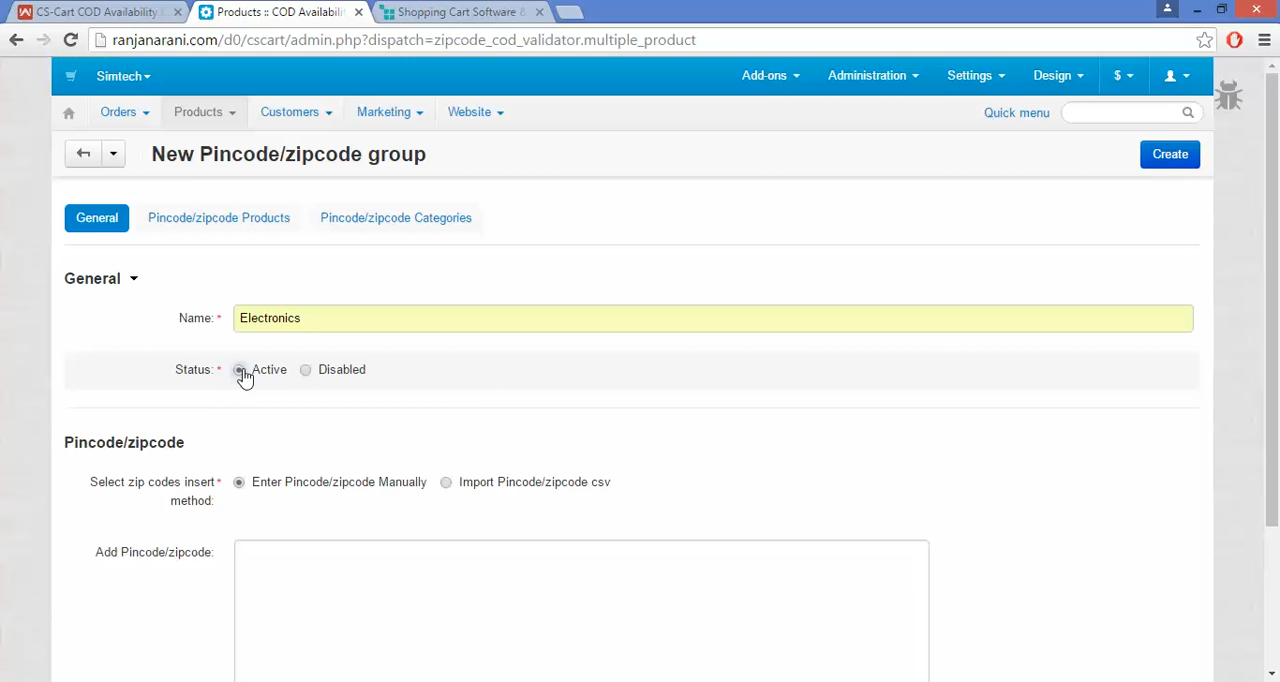 CS-Cart COD Availability
Products :: COD Availabili
Shopping Cart Software &
ranjanarani.com/d0/cscart/admin.php?dispatch=zipcode_cod_validator.multiple_product
Simtech
Add-ons
Administration
Settings
Design
$
Orders
Products
Customers
Marketing
Website
Quick menu
New Pincode/zipcode group
Create
General
Pincode/zipcode Products
Pincode/zipcode Categories
General
Name: *
Electronics
Status: *
Active
Disabled
Pincode/zipcode
Select zip codes insert *
method:
Enter Pincode/zipcode Manually
Import Pincode/zipcode csv
Add Pincode/zipcode: